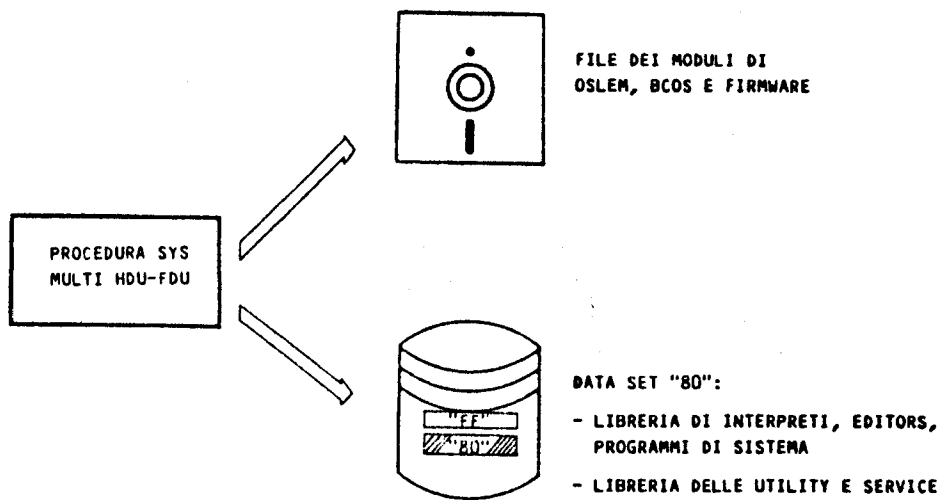 FILE DEI MODULI DI
OSLEM, BCOS E FIRMWARE
PROCEDURA SYS
MULTI HDU-FDU
"FF"
"80"
DATA SET "80":
- LIBRERIA DI INTERPRETI, EDITORS,
PROGRAMMI DI SISTEMA
- LIBRERIA DELLE UTILITY E SERVICE